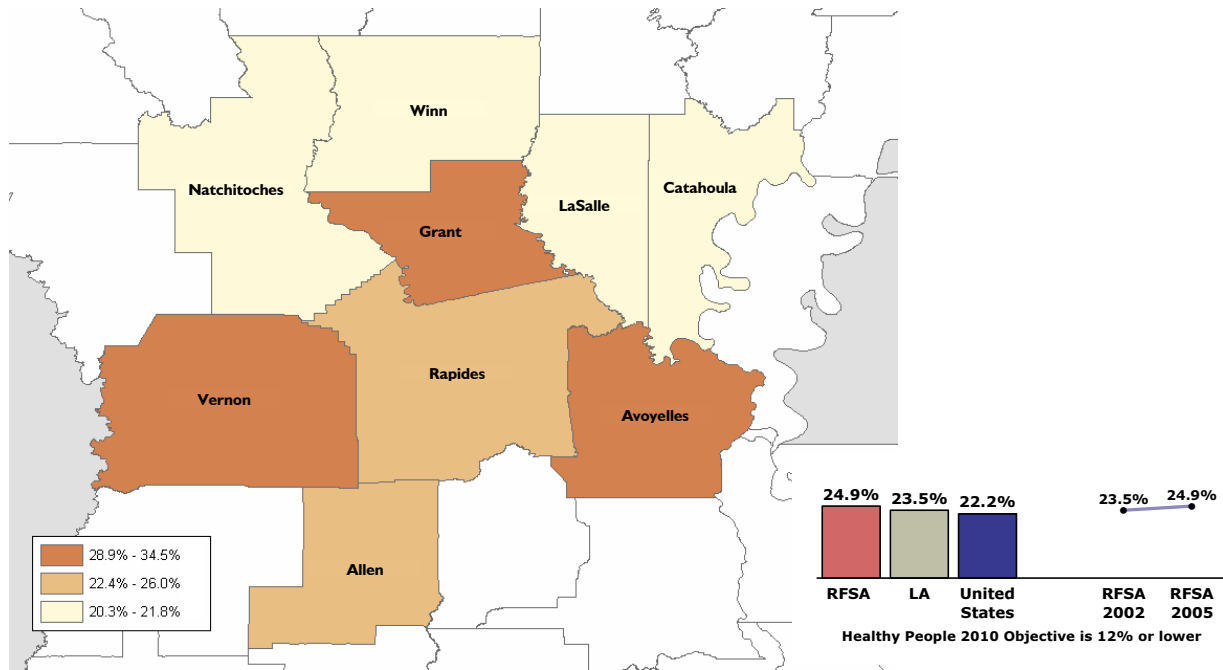 Winn
Natchitoches
Catahoula
LaSalle
Grant
Rapides
Vernon
Avoyelles
Allen
28.9% - 34.5%
22.4% - 26.0%
20.3% - 21.8%
24.9%
23.5%
22.2%
23.5%
24.9%
RFSA
LA
United
States
RFSA
2002
RFSA
2005
Healthy People 2010 Objective is 12% or lower